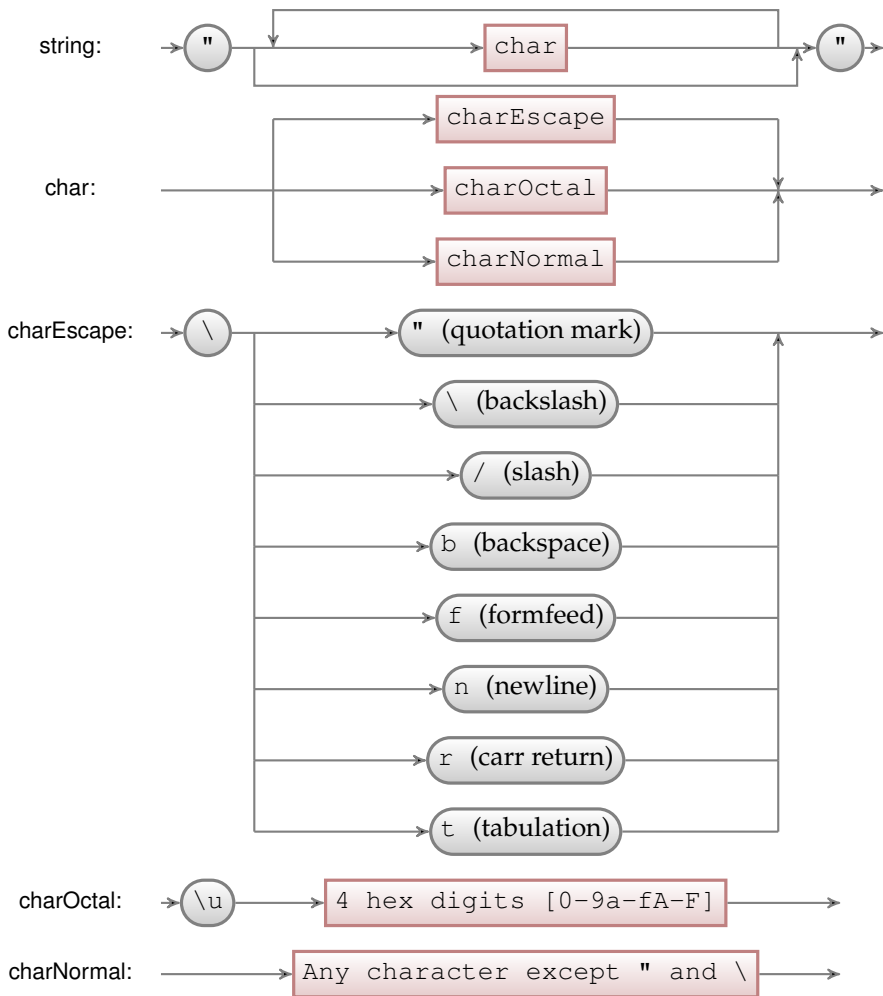 string: " char "
charEscape
char: charOctal
charNormal
charEscape: \ " (quotation mark)
\ (backslash)
/ (slash)
b (backspace)
f (formfeed)
n (newline)
r (carr return)
t (tabulation)
charOctal: \u 4 hex digits [0-9a-fA-F]
charNormal: Any character except " and \